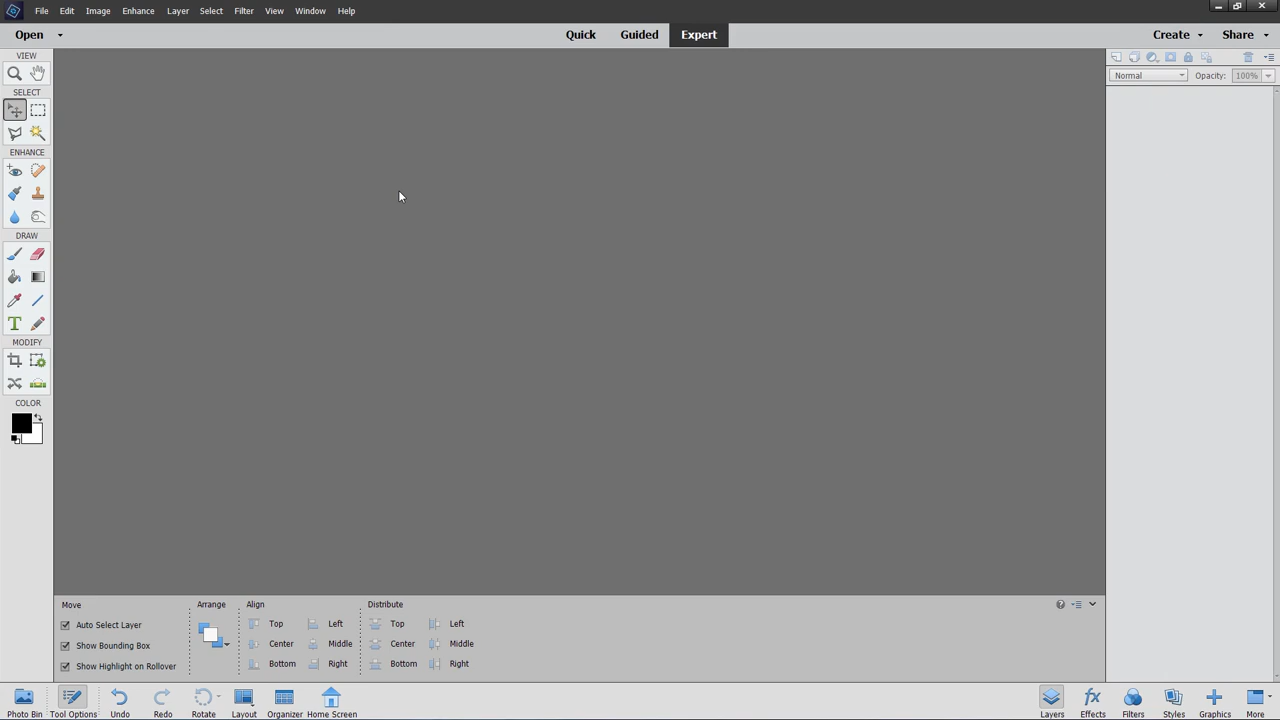 File Edit Image Enhance Layer Select Filter View Window Help
Open Quick Guided Expert Create Share
VIEW
Normal Opacity: 100%
SELECT
ENHANCE
DRAW
T
MODIFY
COLOR
Move Arrange Align Distribute
Auto Select Layer Top Left Top Left
Show Bounding Box Center Middle Center Middle
Show Highlight on Rollover Bottom Right Bottom Right
fx
Photo Bin Tool Options Undo Redo Rotate Layout Organizer Home Screen Layers Effects Filters Styles Graphics More